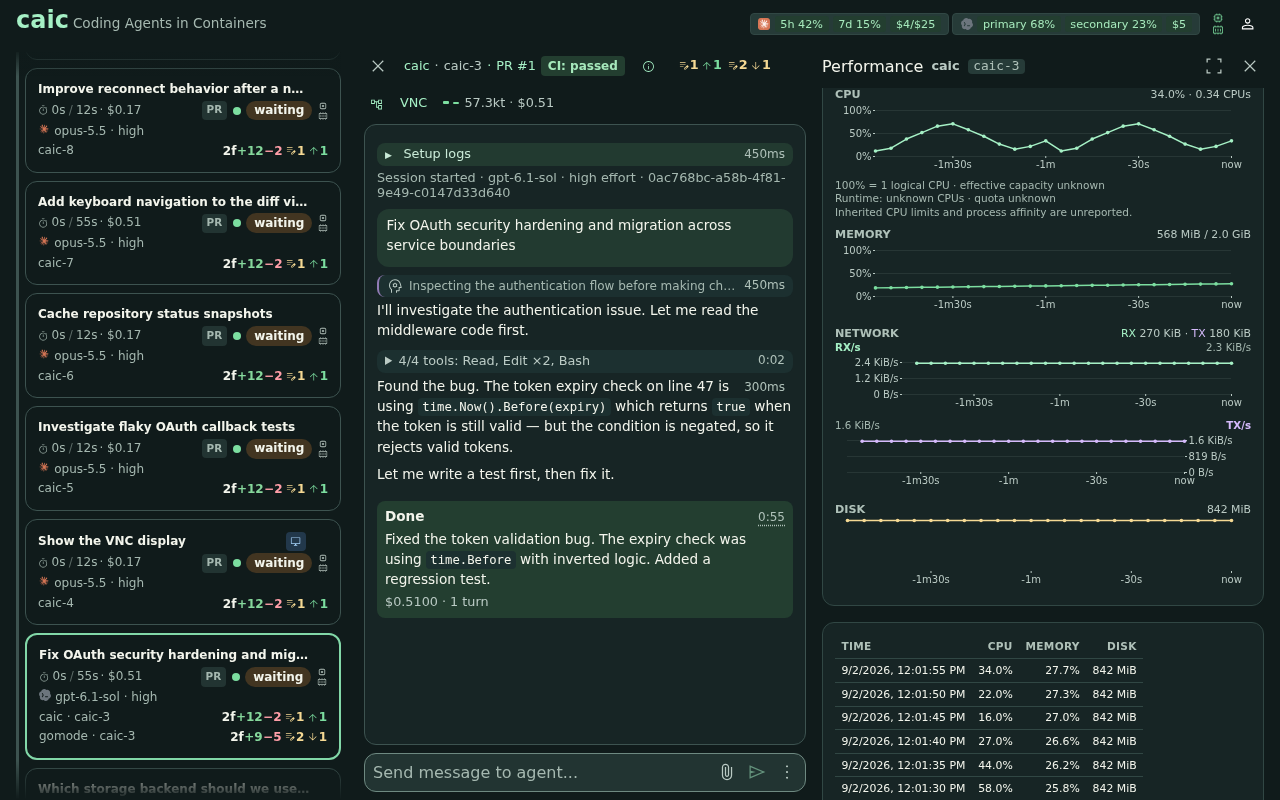 caic Coding Agents in Containers
5h 42% 7d 15% $4/$25
primary 68% secondary 23% $5
Improve reconnect behavior after a n…
0s / 12s · $0.17 PR waiting
opus-5.5 · high
caic-8 2f+12−2 1 ↑1
Add keyboard navigation to the diff vi…
0s / 55s · $0.51 PR waiting
opus-5.5 · high
caic-7 2f+12−2 1 ↑1
Cache repository status snapshots
0s / 12s · $0.17 PR waiting
opus-5.5 · high
caic-6 2f+12−2 1 ↑1
Investigate flaky OAuth callback tests
0s / 12s · $0.17 PR waiting
opus-5.5 · high
caic-5 2f+12−2 1 ↑1
Show the VNC display
0s / 12s · $0.17 PR waiting
opus-5.5 · high
caic-4 2f+12−2 1 ↑1
Fix OAuth security hardening and mig…
0s / 55s · $0.51 PR waiting
gpt-6.1-sol · high
caic · caic-3 2f+12−2 1 ↑1
gomode · caic-3 2f+9−5 2 ↓1
Which storage backend should we use…
caic · caic-3 · PR #1 CI: passed 1 ↑1 2 ↓1
VNC 57.3kt · $0.51
Setup logs 450ms
Session started · gpt-6.1-sol · high effort · 0ac768bc-a58b-4f81-
9e49-c0147d33d640
Fix OAuth security hardening and migration across
service boundaries
Inspecting the authentication flow before making ch… 450ms
I'll investigate the authentication issue. Let me read the
middleware code first.
4/4 tools: Read, Edit ×2, Bash 0:02
Found the bug. The token expiry check on line 47 is 300ms
using time.Now().Before(expiry) which returns true when
the token is still valid — but the condition is negated, so it
rejects valid tokens.
Let me write a test first, then fix it.
Done 0:55
Fixed the token validation bug. The expiry check was
using time.Before with inverted logic. Added a
regression test.
$0.5100 · 1 turn
Send message to agent...
Performance caic caic-3
CPU 34.0% · 0.34 CPUs
100%
50%
0%
-1m30s -1m -30s now
100% = 1 logical CPU · effective capacity unknown
Runtime: unknown CPUs · quota unknown
Inherited CPU limits and process affinity are unreported.
MEMORY 568 MiB / 2.0 GiB
100%
50%
0%
-1m30s -1m -30s now
NETWORK RX 270 KiB · TX 180 KiB
RX/s 2.3 KiB/s
2.4 KiB/s
1.2 KiB/s
0 B/s
-1m30s -1m -30s now
1.6 KiB/s TX/s
1.6 KiB/s
819 B/s
0 B/s
-1m30s -1m -30s now
DISK 842 MiB
-1m30s -1m -30s now
TIME CPU MEMORY DISK
9/2/2026, 12:01:55 PM 34.0% 27.7% 842 MiB
9/2/2026, 12:01:50 PM 22.0% 27.3% 842 MiB
9/2/2026, 12:01:45 PM 16.0% 27.0% 842 MiB
9/2/2026, 12:01:40 PM 27.0% 26.6% 842 MiB
9/2/2026, 12:01:35 PM 44.0% 26.2% 842 MiB
9/2/2026, 12:01:30 PM 58.0% 25.8% 842 MiB